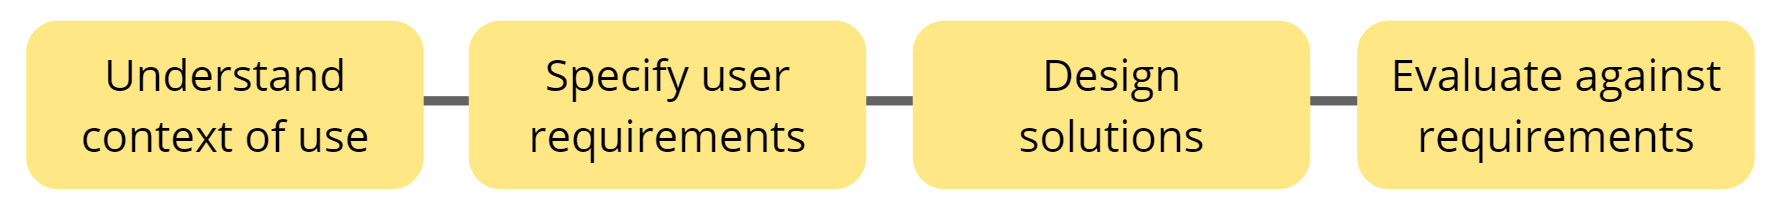 Understand
context of use
Specify user
requirements
Design
solutions
Evaluate against
requirements